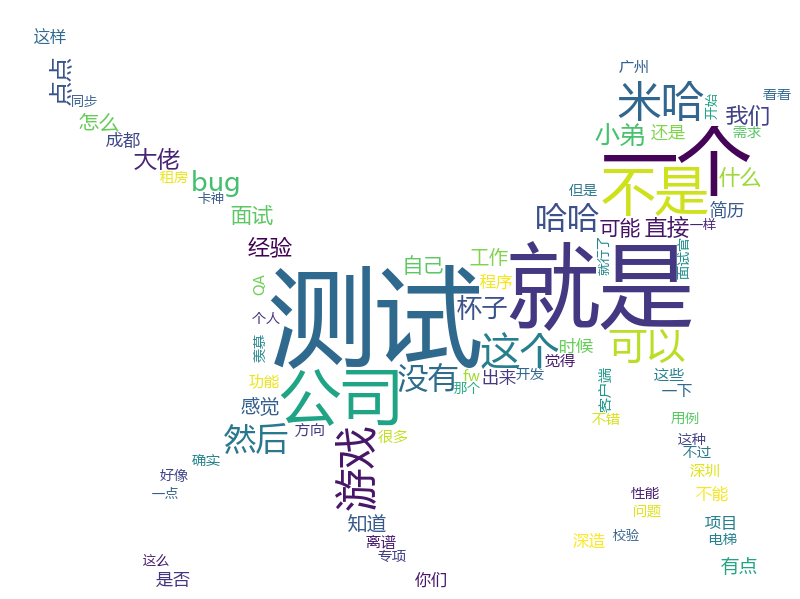 这样
点点
同步
怎么
成都
大佬
租房
bug
卡神
面试
经验
广州
米哈
开始
看看
我们
小弟
还是
需求
一个
什么
但是
不是
简历
哈哈
可能
直接
一样
就行了
面试官
自己
工作
QA
程序
测试
就是
杯子
个人
羡慕
这个
时候
可以
没有
觉得
功能
公司
fw
那个
出来
开发
客户端
这些
一下
感觉
不错
用例
然后
方向
很多
游戏
这种
不过
确实
好像
一点
深圳
性能
不能
问题
知道
项目
离谱
专项
深造
校验
电梯
这么
是否
你们
有点